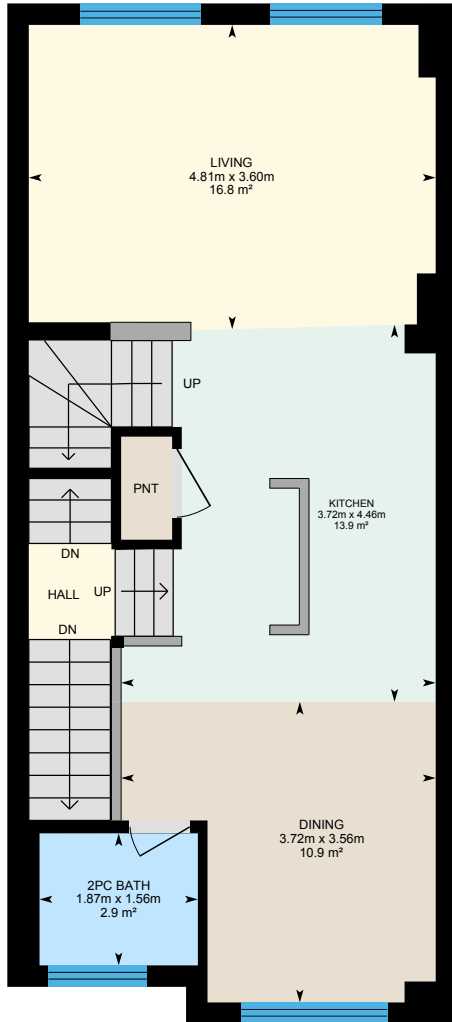 LIVING
4.81m x 3.60m
16.8 m²
UP
PNT
KITCHEN
3.72m x 4.46m
13.9 m²
DN
HALL
UP
DN
DINING
3.72m x 3.56m
10.9 m²
2PC BATH
1.87m x 1.56m
2.9 m²